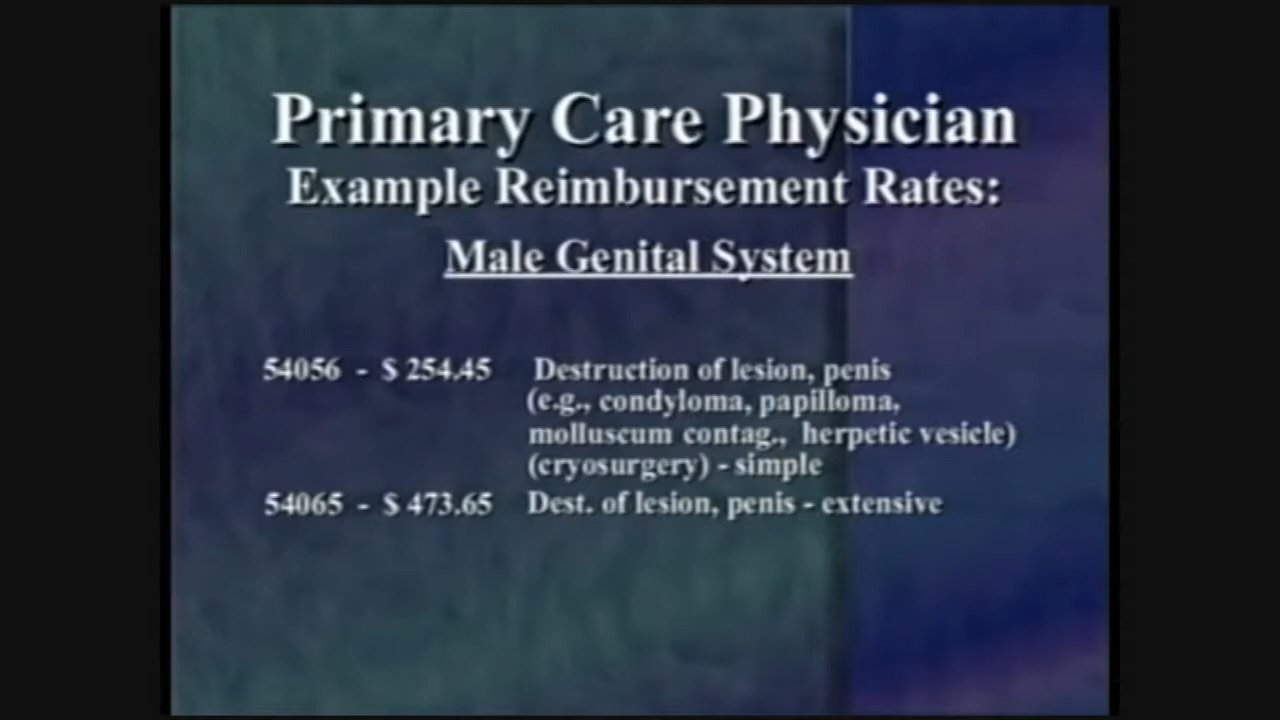 Primary Care Physician
Example Reimbursement Rates:
Male Genital System
54056 - $ 254.45 Destruction of lesion, penis
(e.g., condyloma, papilloma,
molluscum contag., herpetic vesicle)
(cryosurgery) - simple
54065 - $ 473.65 Dest. of lesion, penis - extensive